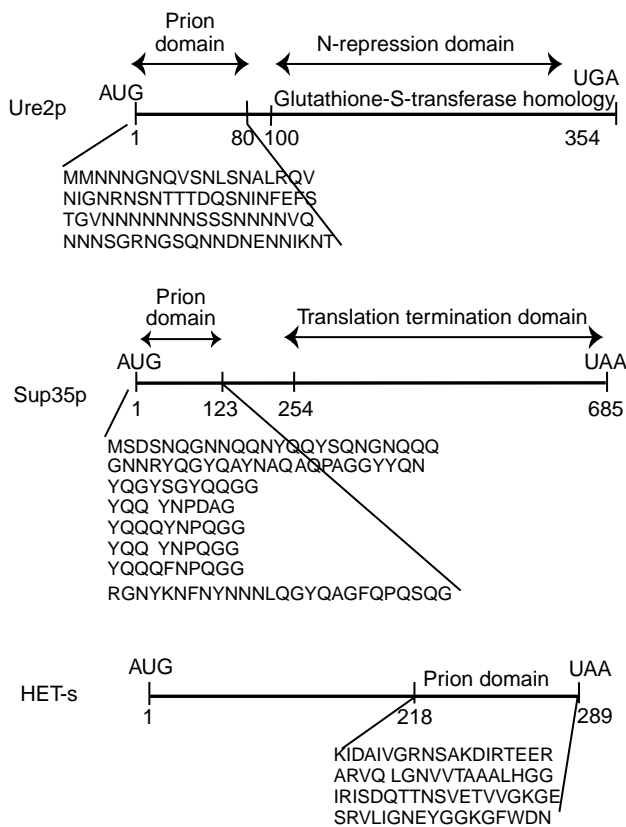 Prion
domain
N-repression domain
AUG
UGA
Ure2p
Glutathione-S-transferase homology
1 80 100 354
MMNNNGNQVSNLSNALRQV
NIGNRNSNTTTDQSNINFEFS
TGVNNNNNNNSSSNNNNVQ
NNNSGRNGSQNNDNENNIKNT
Prion
domain
Translation termination domain
AUG
UAA
Sup35p
1 123 254 685
MSDSNQGNNQQNYQQYSQNGNQQQ
GNNRYQGYQAYNAQAQPAGGYYQN
YQGYSGYQQGG
YQQ YNPDAG
YQQQYNPQGG
YQQ YNPQGG
YQQQFNPQGG
RGNYKNFNYNNNLQGYQAGFQPQSQG
AUG
Prion domain
UAA
HET-s
1 218 289
KIDAIVGRNSAKDIRTEER
ARVQ LGNVVTAAALHGG
IRISDQTTNSVETVVGKGE
SRVLIGNEYGGKGFWDN